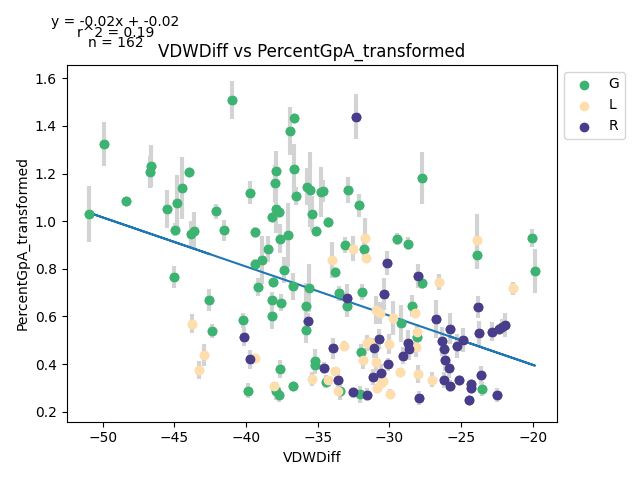 y = -0.02x + -0.02
r^2 = 0.19
n = 162
VDWDiff vs PercentGpA_transformed
G
L
R
PercentGpA_transformed
1.6
1.4
1.2
1.0
0.8
0.6
0.4
0.2
−50 −45 −40 −35 −30 −25 −20
VDWDiff